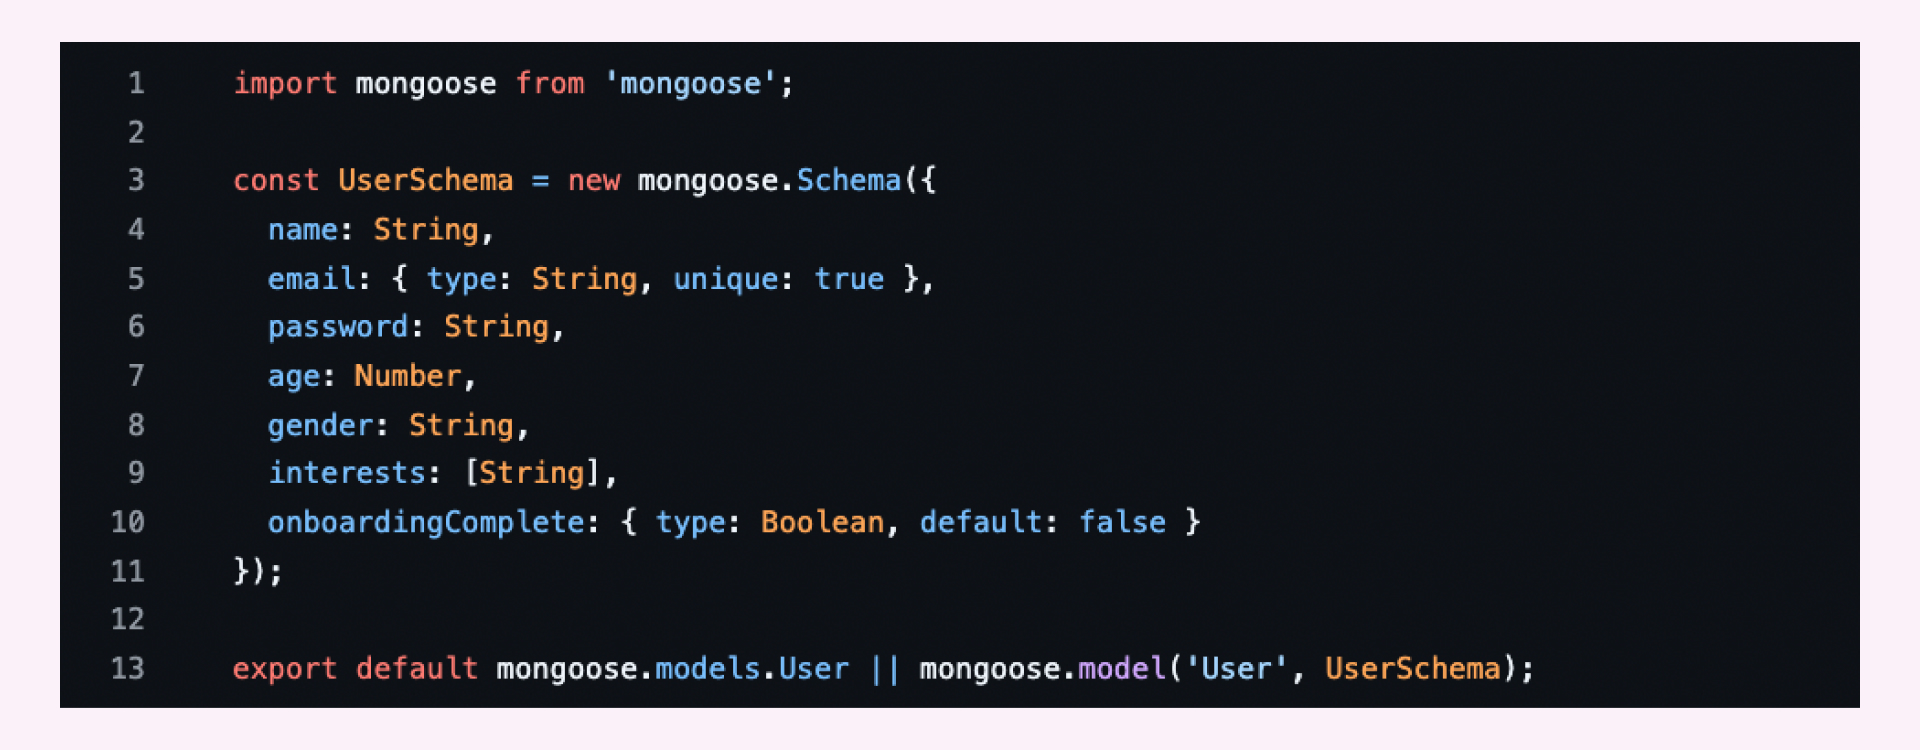 1 import mongoose from 'mongoose';
2
3 const UserSchema = new mongoose.Schema({
4   name: String,
5   email: { type: String, unique: true },
6   password: String,
7   age: Number,
8   gender: String,
9   interests: [String],
10   onboardingComplete: { type: Boolean, default: false }
11 });
12
13 export default mongoose.models.User || mongoose.model('User', UserSchema);